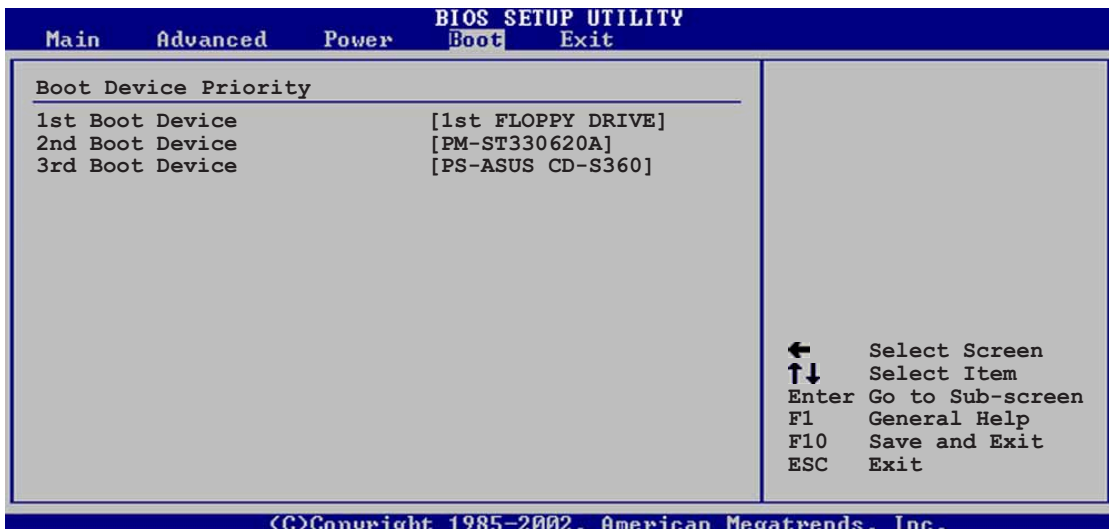 BIOS SETUP UTILITY
Main Advanced Power Boot Exit
Boot Device Priority
1st Boot Device [1st FLOPPY DRIVE]
2nd Boot Device [PM-ST330620A]
3rd Boot Device [PS-ASUS CD-S360]
← Select Screen
↑↓ Select Item
Enter Go to Sub-screen
F1 General Help
F10 Save and Exit
ESC Exit
(C)Copyright 1985-2002, American Megatrends, Inc.